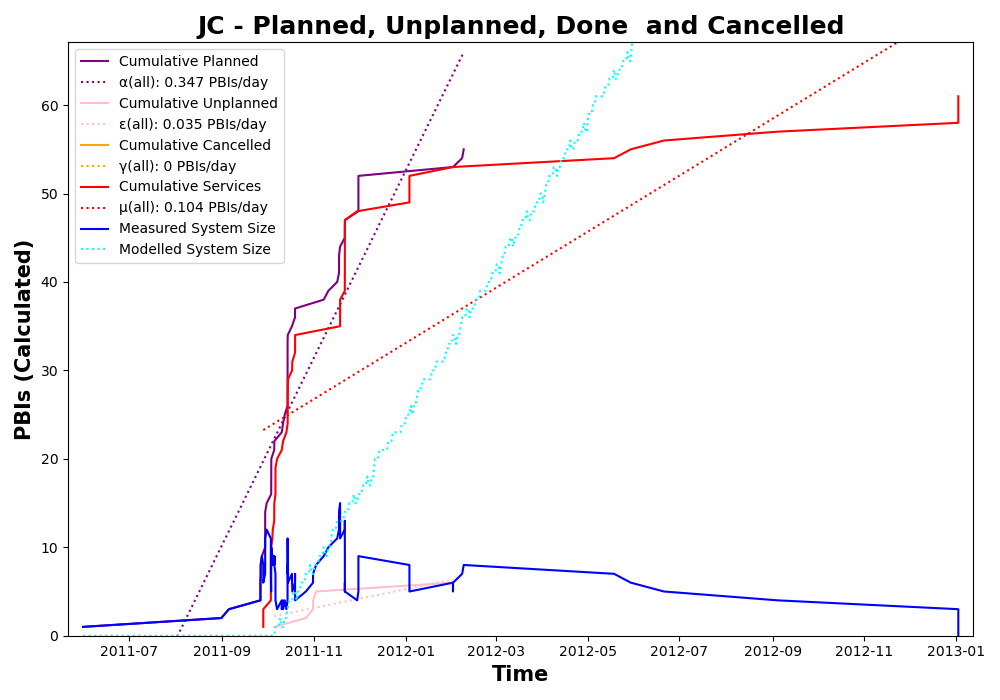 JC - Planned, Unplanned, Done  and Cancelled
Cumulative Planned
α(all): 0.347 PBIs/day
Cumulative Unplanned
ε(all): 0.035 PBIs/day
Cumulative Cancelled
γ(all): 0 PBIs/day
Cumulative Services
μ(all): 0.104 PBIs/day
Measured System Size
Modelled System Size
PBIs (Calculated)
60
50
40
30
20
10
0
2011-07 2011-09 2011-11 2012-01 2012-03 2012-05 2012-07 2012-09 2012-11 2013-01
Time